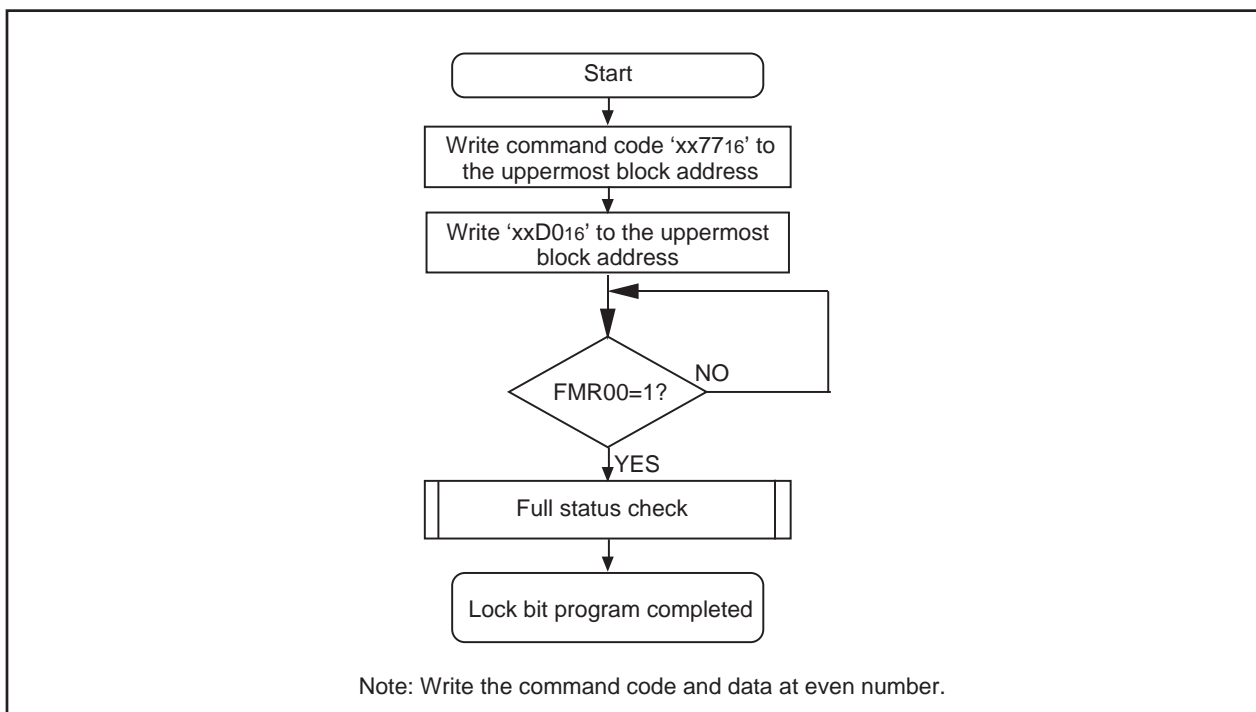 Start
Write command code ‘xx7716’ to
the uppermost block address
Write ‘xxD016’ to the uppermost
block address
FMR00=1?
NO
YES
Full status check
Lock bit program completed
Note: Write the command code and data at even number.